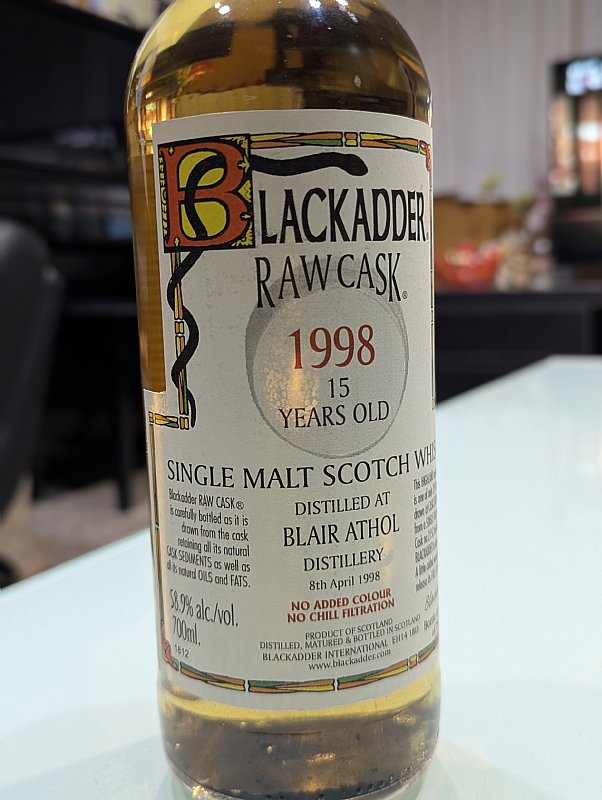 BLACKADDER
RAW CASK®
1998
15
YEARS OLD
SINGLE MALT SCOTCH
Blackadder RAW CASK®
is carefully bottled as it is
drawn from the cask
retaining all its natural
CASK SEDIMENTS as well as
all its natural OILS and FATS.
58.9% alc./vol.
700ml.
1612
DISTILLED AT
BLAIR ATHOL
DISTILLERY
8th April 1998
NO ADDED COLOUR
NO CHILL FILTRATION
PRODUCT OF SCOTLAND
DISTILLED, MATURED & BOTTLED IN SCOTLAND
BLACKADDER INTERNATIONAL EH14 1BD
www.blackadder.com